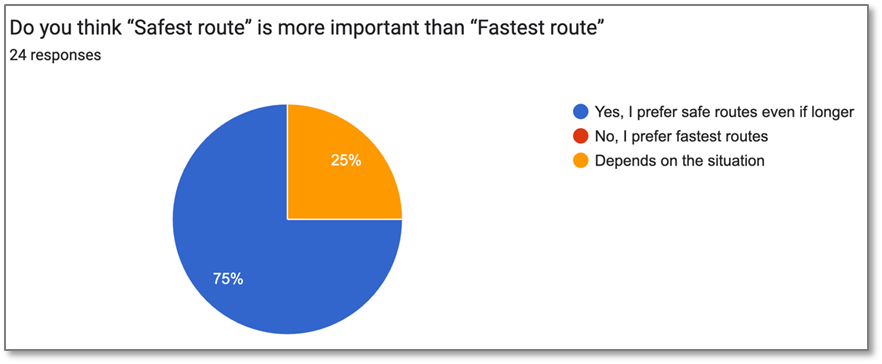 Do you think “Safest route” is more important than “Fastest route”
24 responses
Yes, I prefer safe routes even if longer
No, I prefer fastest routes
Depends on the situation
25%
75%